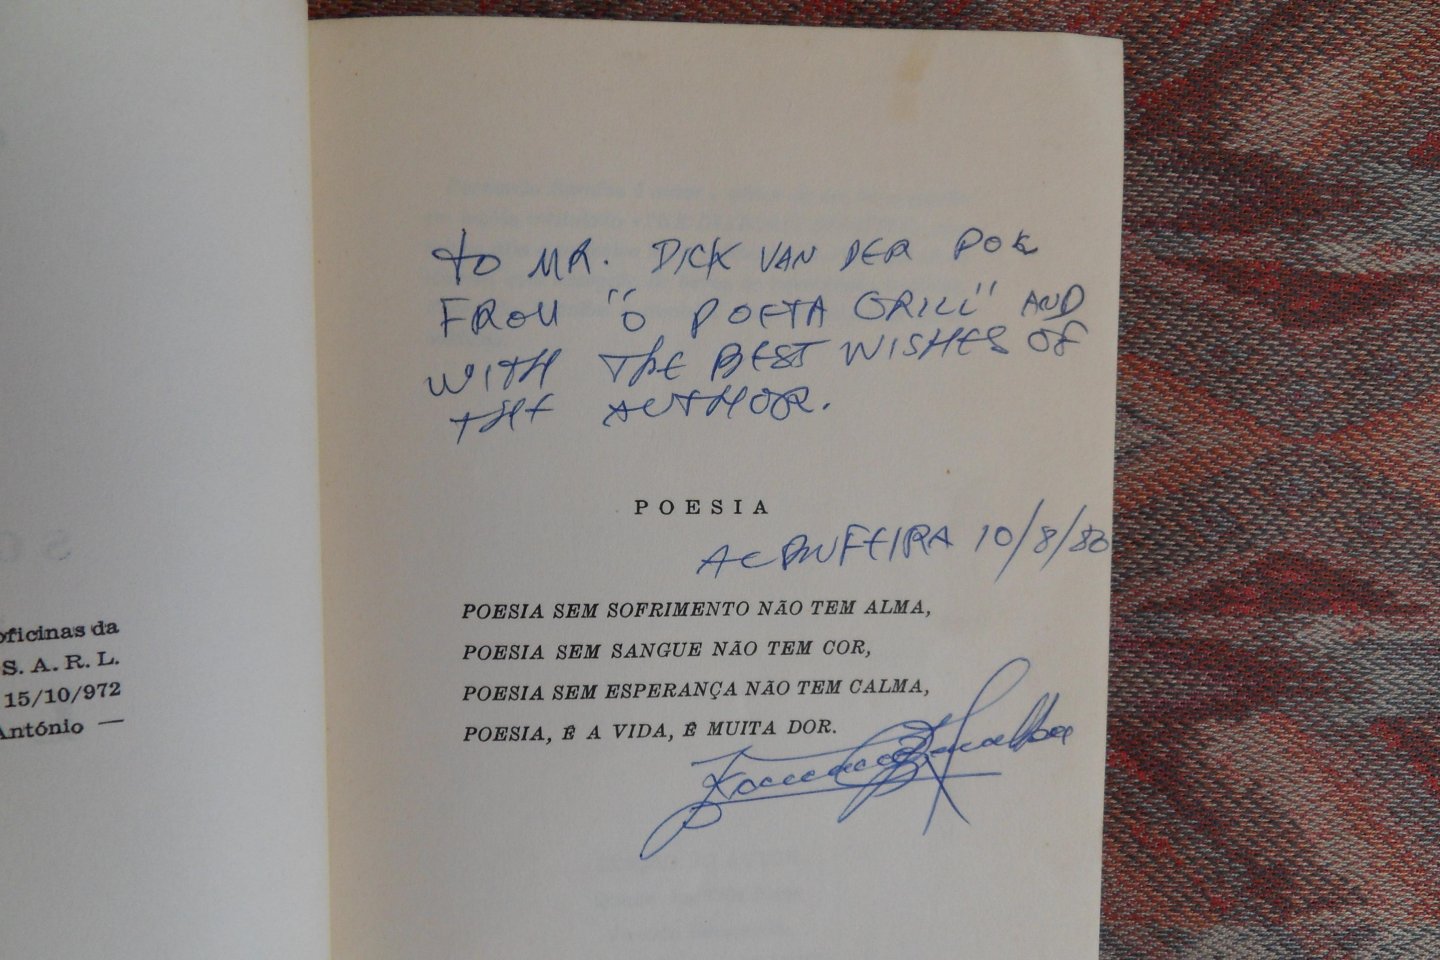 oficinas da
S. A. R. L.
15/10/972
António —
TO MR. DICK VAN DER POK
FROM "O POETA GRILL" AND
WITH THE BEST WISHES OF
THE AUTHOR.
POESIA
ALBUFEIRA 10/8/80
POESIA SEM SOFRIMENTO NÃO TEM ALMA,
POESIA SEM SANGUE NÃO TEM COR,
POESIA SEM ESPERANÇA NÃO TEM CALMA,
POESIA, É A VIDA, É MUITA DOR.